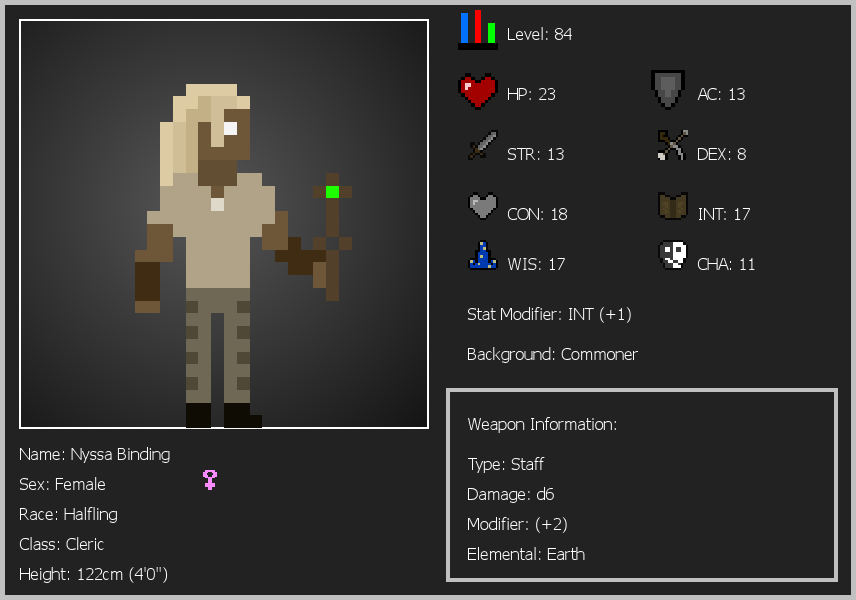 Level: 84
HP: 23
AC: 13
STR: 13
DEX: 8
CON: 18
INT: 17
WIS: 17
CHA: 11
Stat Modifier: INT (+1)
Background: Commoner
Weapon Information:
Type: Staff
Damage: d6
Modifier: (+2)
Elemental: Earth
Name: Nyssa Binding
Sex: Female
Race: Halfling
Class: Cleric
Height: 122cm (4'0")